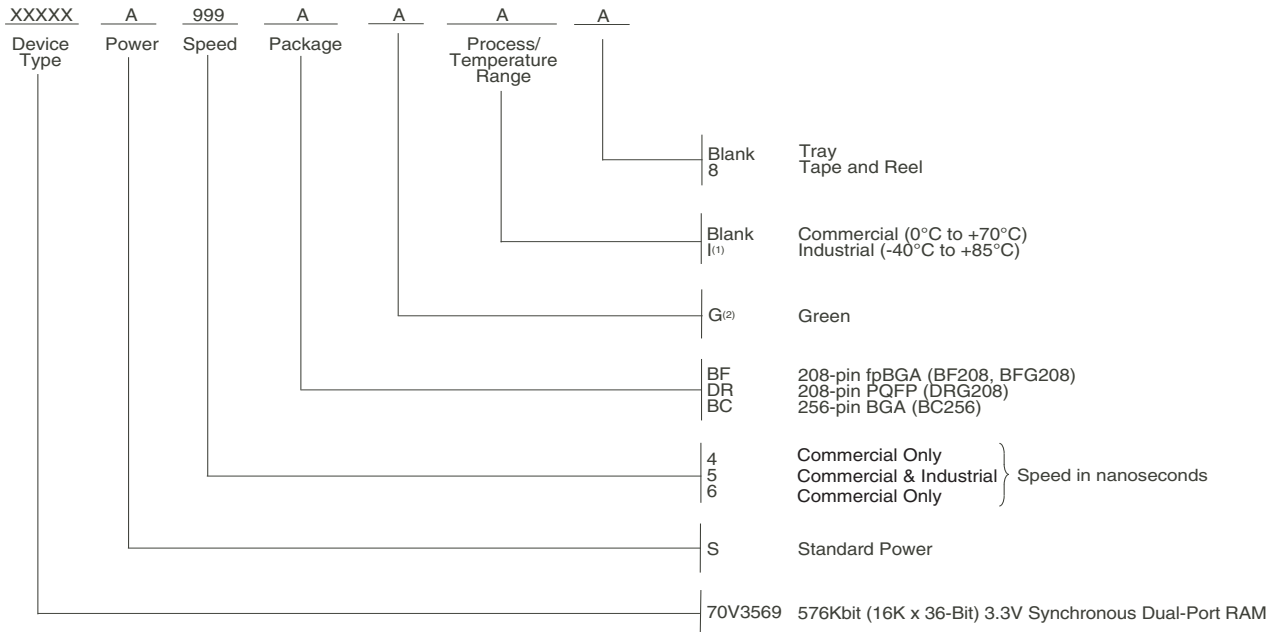 XXXXX A 999 A A A A
Device Type Power Speed Package Process/ Temperature Range
Blank Tray
8 Tape and Reel
Blank Commercial (0°C to +70°C)
I(1) Industrial (-40°C to +85°C)
G(2) Green
BF 208-pin fpBGA (BF208, BFG208)
DR 208-pin PQFP (DRG208)
BC 256-pin BGA (BC256)
4 Commercial Only
5 Commercial & Industrial Speed in nanoseconds
6 Commercial Only
S Standard Power
70V3569 576Kbit (16K x 36-Bit) 3.3V Synchronous Dual-Port RAM